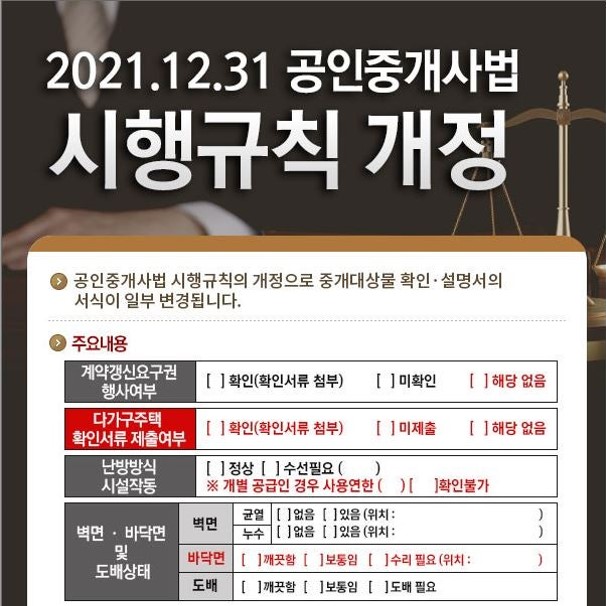 2021.12.31 공인중개사법
시행규칙 개정
공인중개사법 시행규칙의 개정으로 중개대상물 확인·설명서의
서식이 일부 변경됩니다.
주요내용
계약갱신요구권
행사여부
[ ] 확인(확인서류 첨부) [ ] 미확인 [ ] 해당 없음
다가구주택
확인서류 제출여부
[ ] 확인(확인서류 첨부) [ ] 미제출 [ ] 해당 없음
난방방식
시설작동
[ ] 정상 [ ] 수선필요 ( )
※ 개별 공급인 경우 사용연한 ( ) [ ]확인불가
벽면 · 바닥면
및
도배상태
벽면
균열 [ ]없음 [ ]있음 (위치 : )
누수 [ ]없음 [ ]있음 (위치 : )
바닥면 [ ]깨끗함 [ ]보통임 [ ]수리 필요 (위치 : )
도배 [ ]깨끗함 [ ]보통임 [ ]도배 필요